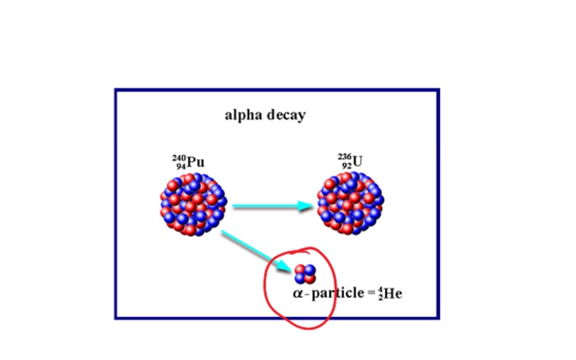 alpha decay
²⁴⁰₉₄Pu
²³⁶₉₂U
α-particle = ⁴₂He